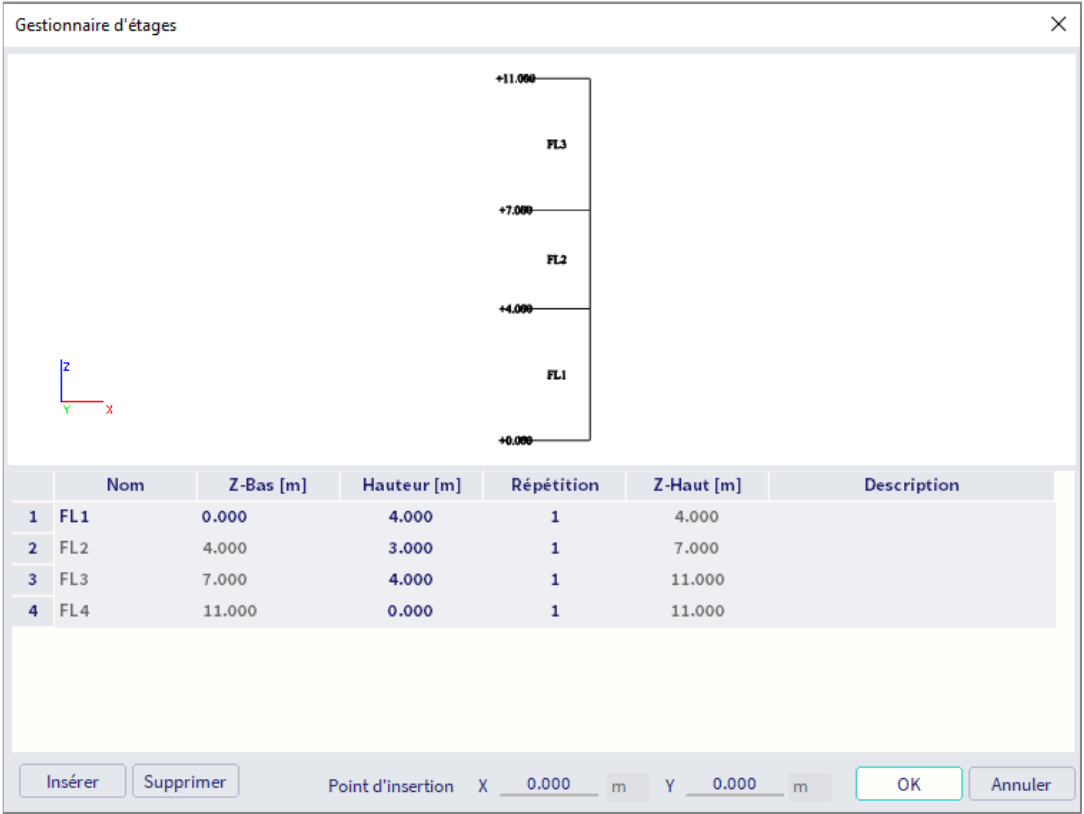 Gestionnaire d'étages
+11.000
FL3
+7.000
FL2
+4.000
FL1
+0.000
Z
Y X
Nom Z-Bas [m] Hauteur [m] Répétition Z-Haut [m] Description
1 FL1 0.000 4.000 1 4.000
2 FL2 4.000 3.000 1 7.000
3 FL3 7.000 4.000 1 11.000
4 FL4 11.000 0.000 1 11.000
Insérer Supprimer Point d'insertion X 0.000 m Y 0.000 m OK Annuler